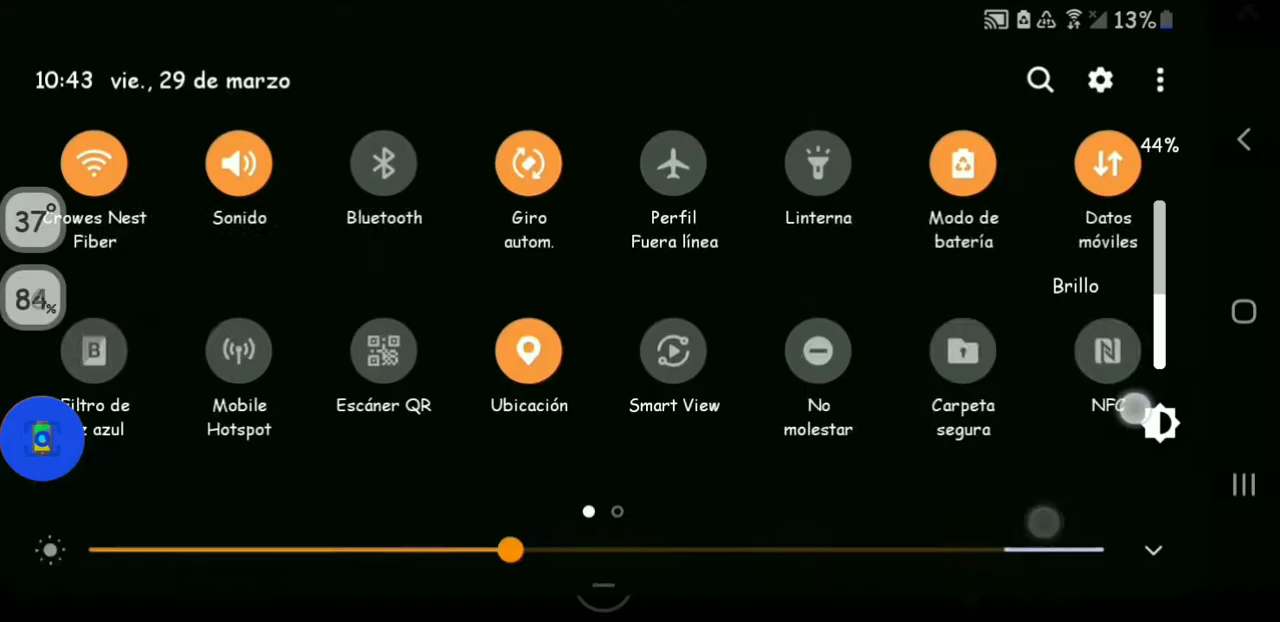 13%
10:43 vie., 29 de marzo
44%
Crowes Nest
Fiber
Sonido
Bluetooth
Giro
autom.
Perfil
Fuera línea
Linterna
Modo de
batería
Datos
móviles
37°
Brillo
84%
Filtro de
azul
Mobile
Hotspot
Escáner QR
Ubicación
Smart View
No
molestar
Carpeta
segura
NFC